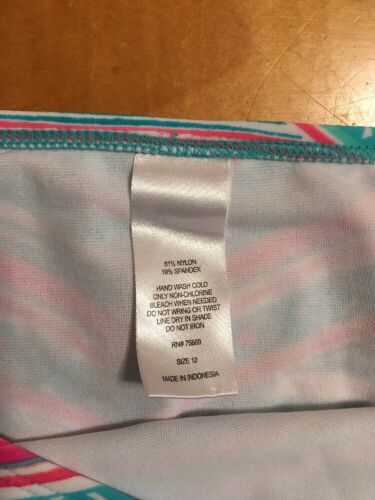 81% NYLON
19% SPANDEX
HAND WASH COLD
ONLY NON-CHLORINE
BLEACH WHEN NEEDED
DO NOT WRING OR TWIST
LINE DRY IN SHADE
DO NOT IRON
RN# 75669
SIZE 12
MADE IN INDONESIA